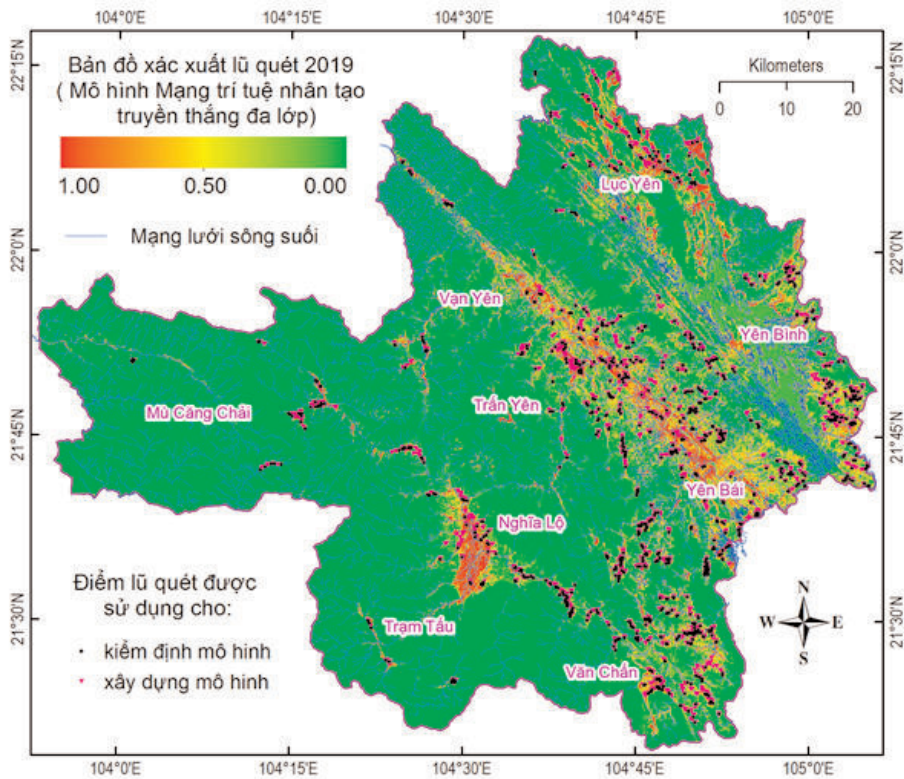 104°0'E 104°15'E 104°30'E 104°45'E 105°0'E
22°15'N
22°15'N
Bản đồ xác xuất lũ quét 2019
( Mô hình Mạng trí tuệ nhân tạo
truyền thắng đa lớp)
1.00 0.50 0.00
Mạng lưới sông suối
Kilometers
0 10 20
Lục Yên
22°0'N
22°0'N
Vạn Yên
Yên Bình
Mù Căng Chải
Trấn Yên
21°45'N
21°45'N
Yên Bái
Nghĩa Lộ
Điểm lũ quét được
sử dụng cho:
kiểm định mô hình
xây dựng mô hình
21°30'N
21°30'N
Trạm Tấu
Văn Chấn
N
W E
S
104°0'E 104°15'E 104°30'E 104°45'E 105°0'E